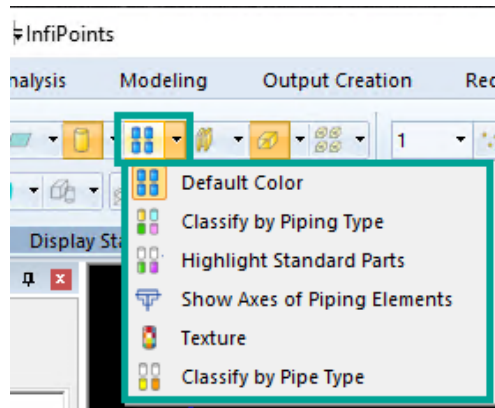 InfiPoints
nalysis Modeling Output Creation Rec
1
Default Color
Classify by Piping Type
Display Sta
Highlight Standard Parts
Show Axes of Piping Elements
Texture
Classify by Pipe Type